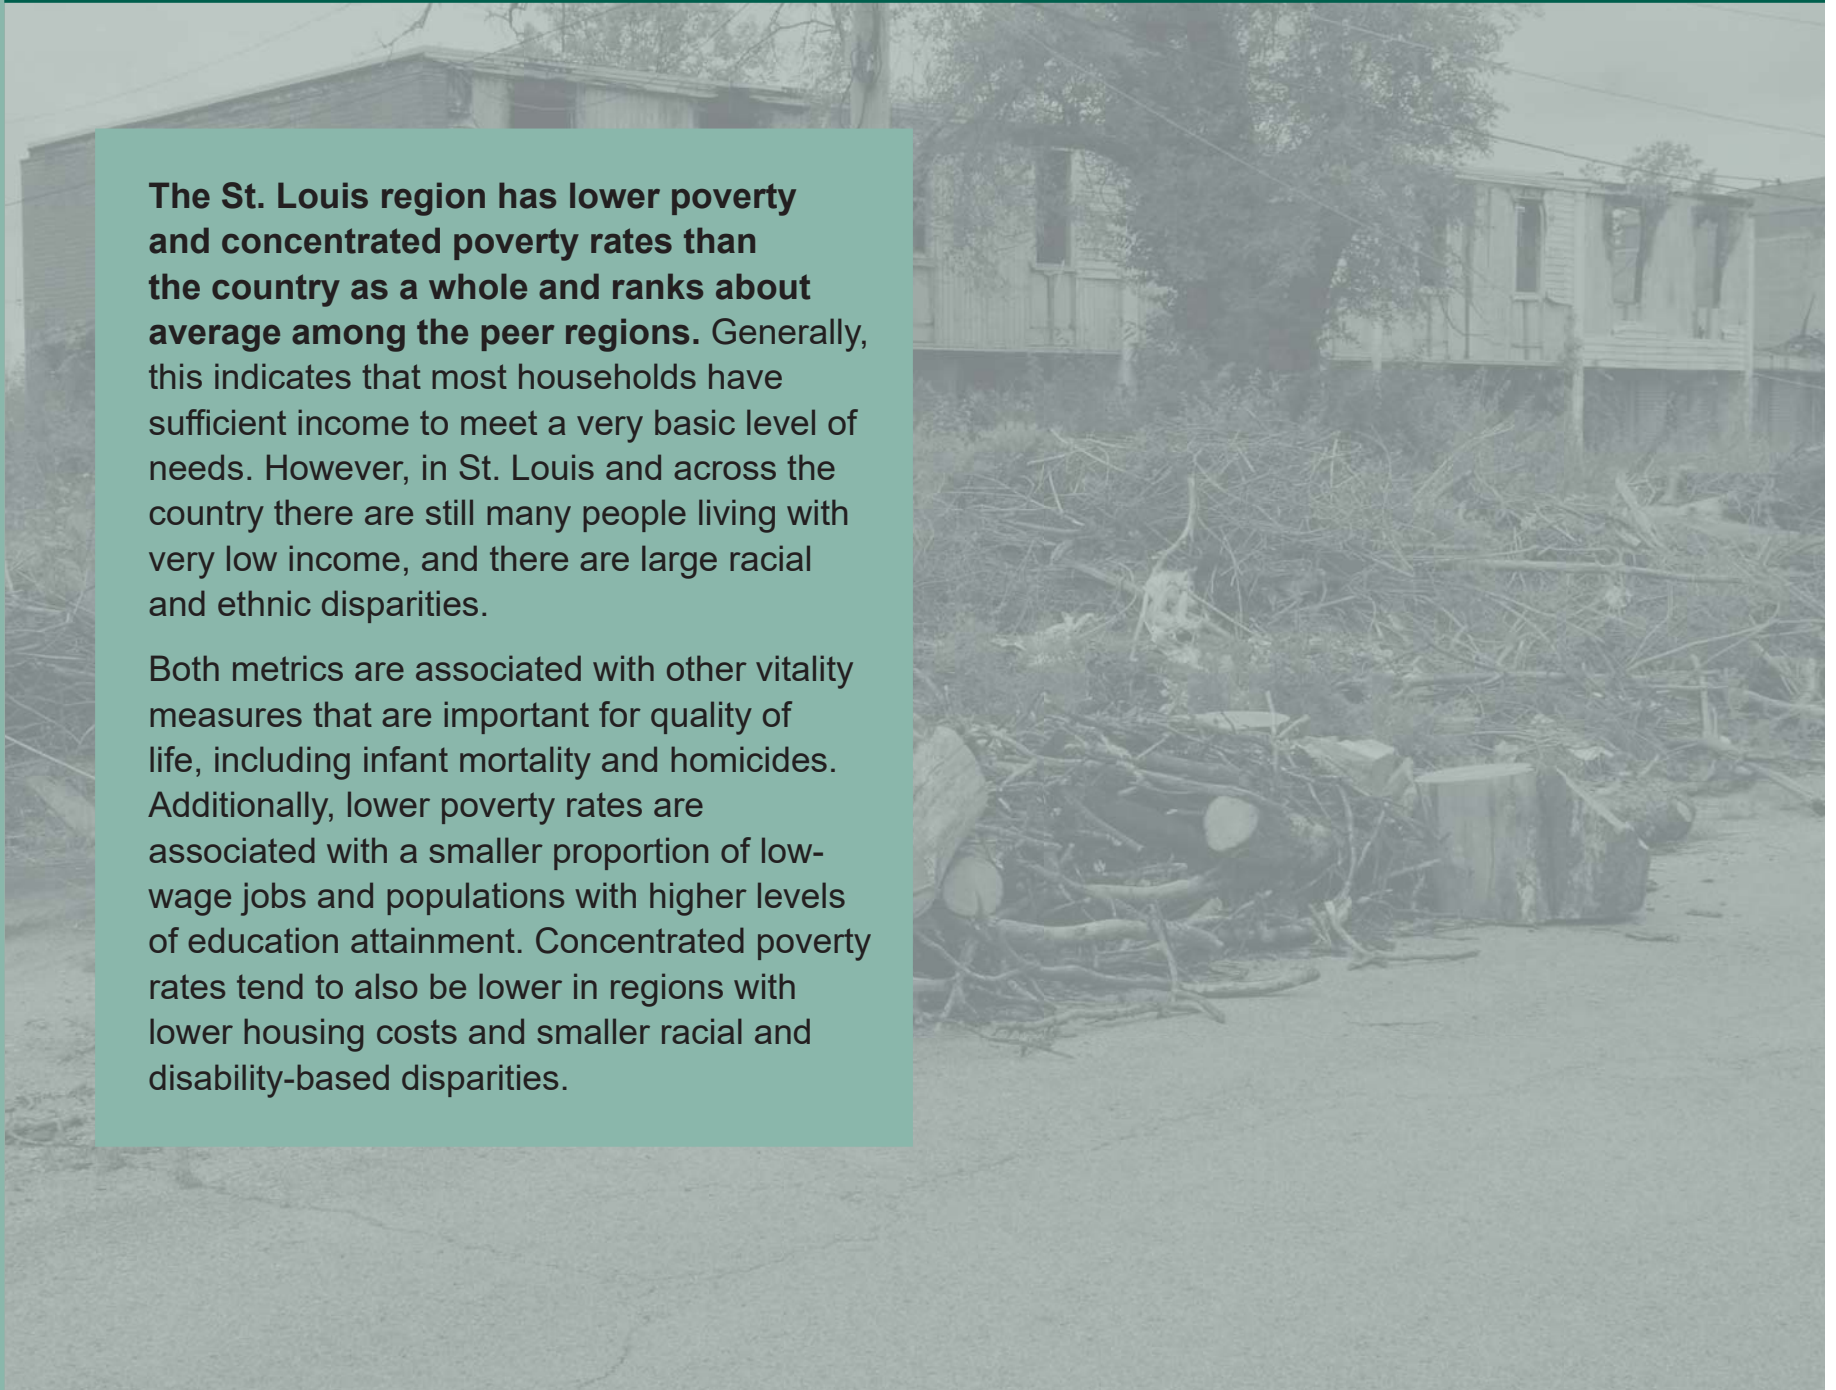 The St. Louis region has lower poverty
and concentrated poverty rates than
the country as a whole and ranks about
average among the peer regions. Generally,
this indicates that most households have
sufficient income to meet a very basic level of
needs. However, in St. Louis and across the
country there are still many people living with
very low income, and there are large racial
and ethnic disparities.
Both metrics are associated with other vitality
measures that are important for quality of
life, including infant mortality and homicides.
Additionally, lower poverty rates are
associated with a smaller proportion of low-
wage jobs and populations with higher levels
of education attainment. Concentrated poverty
rates tend to also be lower in regions with
lower housing costs and smaller racial and
disability-based disparities.